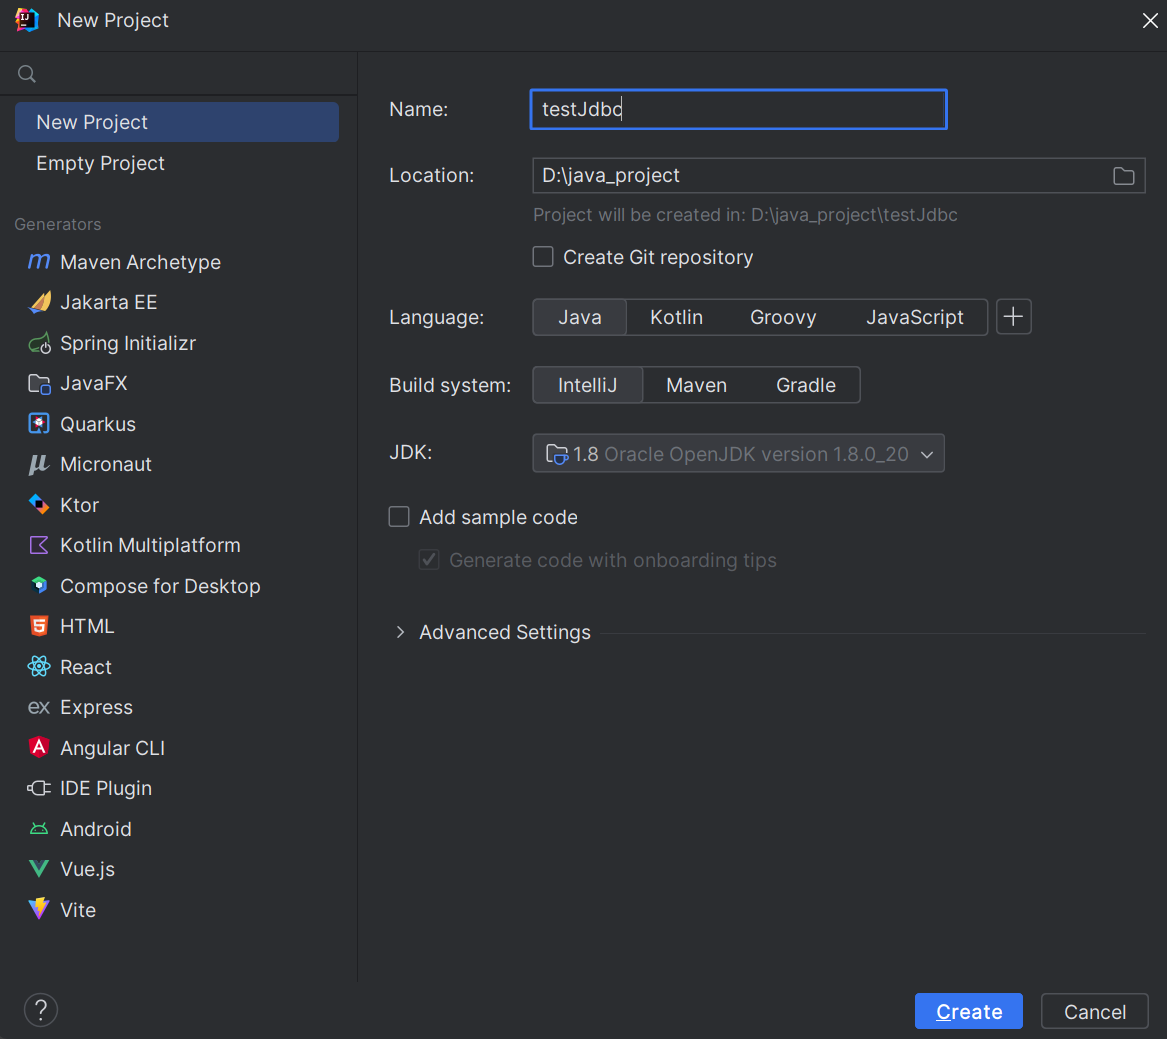 New Project
New Project
Empty Project
Generators
Maven Archetype
Jakarta EE
Spring Initializr
JavaFX
Quarkus
Micronaut
Ktor
Kotlin Multiplatform
Compose for Desktop
HTML
React
ex Express
Angular CLI
IDE Plugin
Android
Vue.js
Vite
?
Name: testJdbc
Location: D:\java_project
Project will be created in: D:\java_project\testJdbc
Create Git repository
Language: Java Kotlin Groovy JavaScript
Build system: IntelliJ Maven Gradle
JDK: 1.8 Oracle OpenJDK version 1.8.0_20
Add sample code
Generate code with onboarding tips
Advanced Settings
Create Cancel